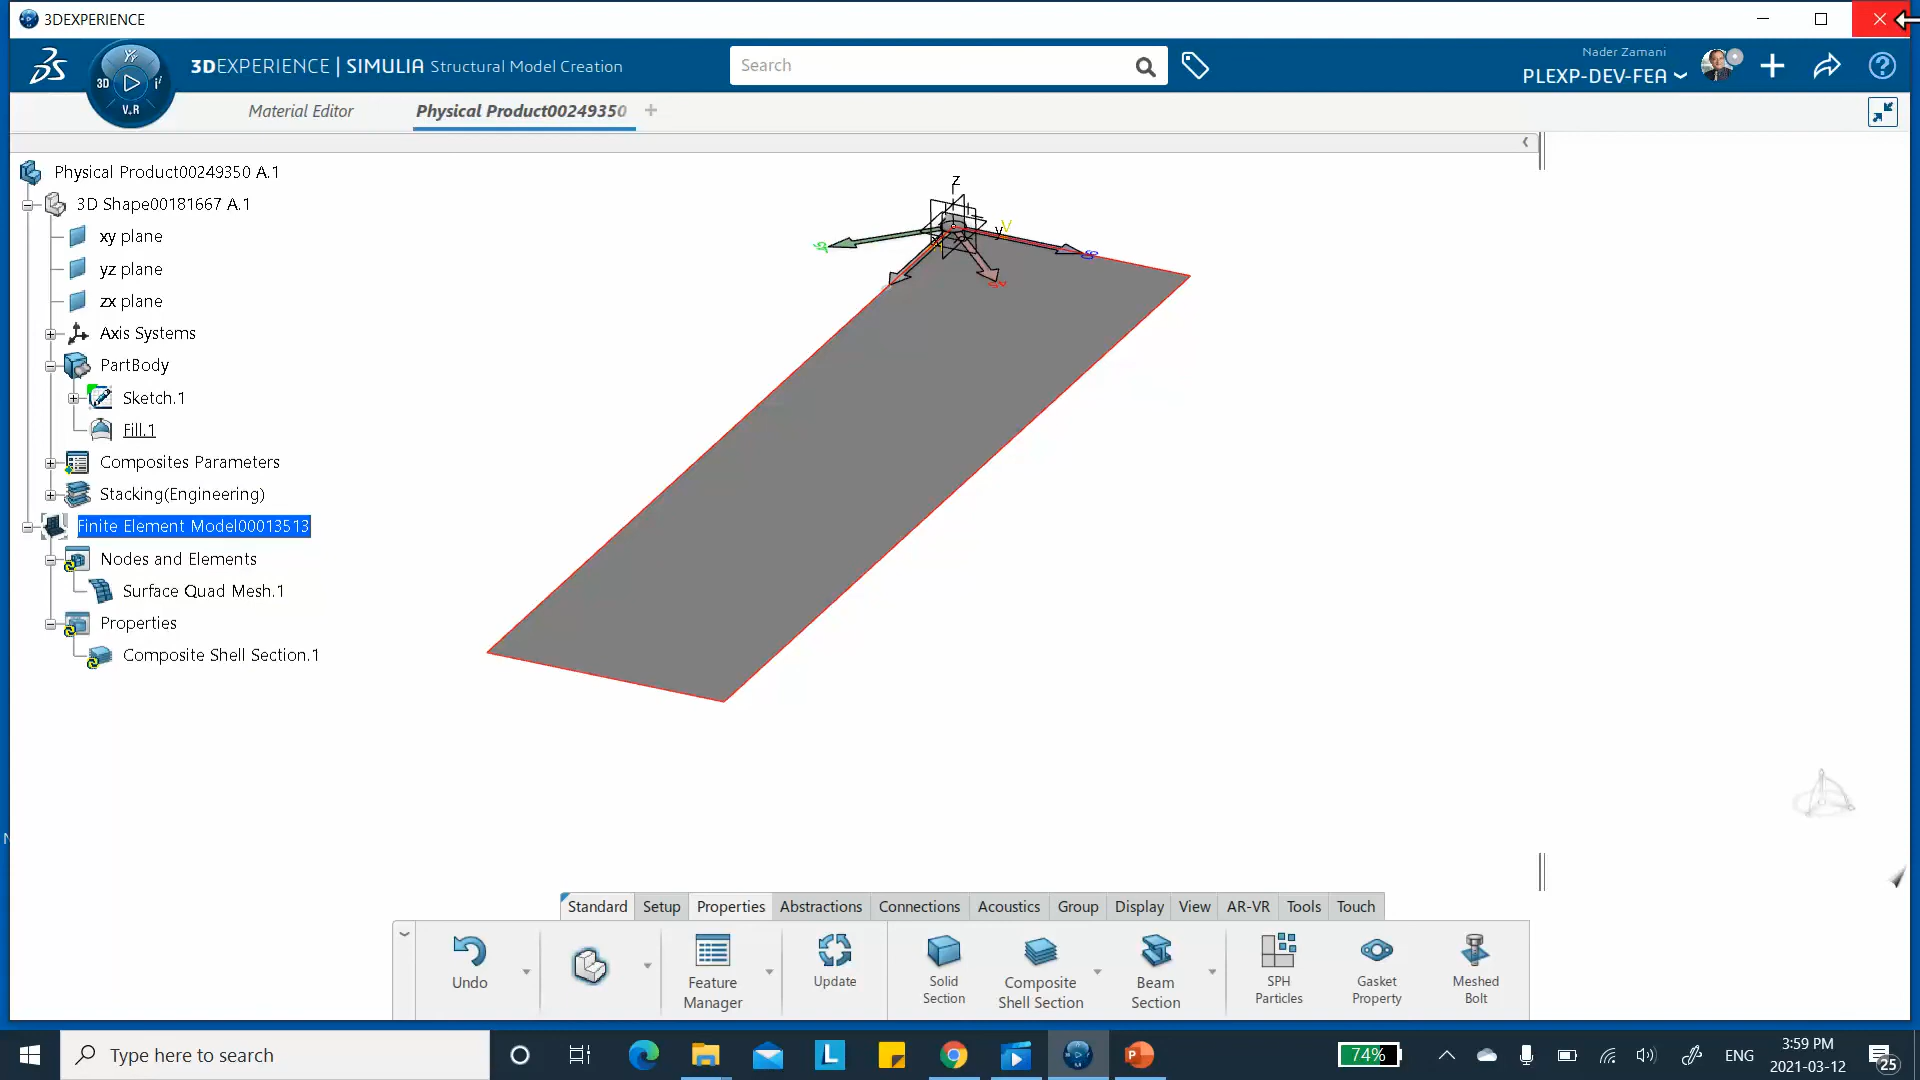 3DEXPERIENCE
3DEXPERIENCE | SIMULIA Structural Model Creation
Search
Nader Zamani
PLEXP-DEV-FEA
3D
V.R
Material Editor
Physical Product00249350
Physical Product00249350 A.1
3D Shape00181667 A.1
xy plane
yz plane
zx plane
Axis Systems
PartBody
Sketch.1
Fill.1
Composites Parameters
Stacking(Engineering)
Finite Element Model00013513
Nodes and Elements
Surface Quad Mesh.1
Properties
Composite Shell Section.1
z
y
Standard Setup Properties Abstractions Connections Acoustics Group Display View AR-VR Tools Touch
Undo
Feature Manager
Update
Solid Section
Composite Shell Section
Beam Section
SPH Particles
Gasket Property
Meshed Bolt
Type here to search
74%
ENG
3:59 PM
2021-03-12
25